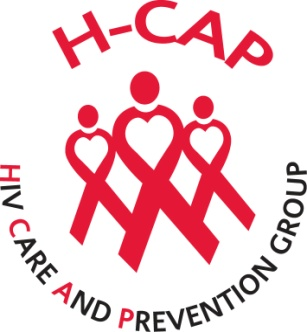 H-CAP
HIV CARE AND PREVENTION GROUP